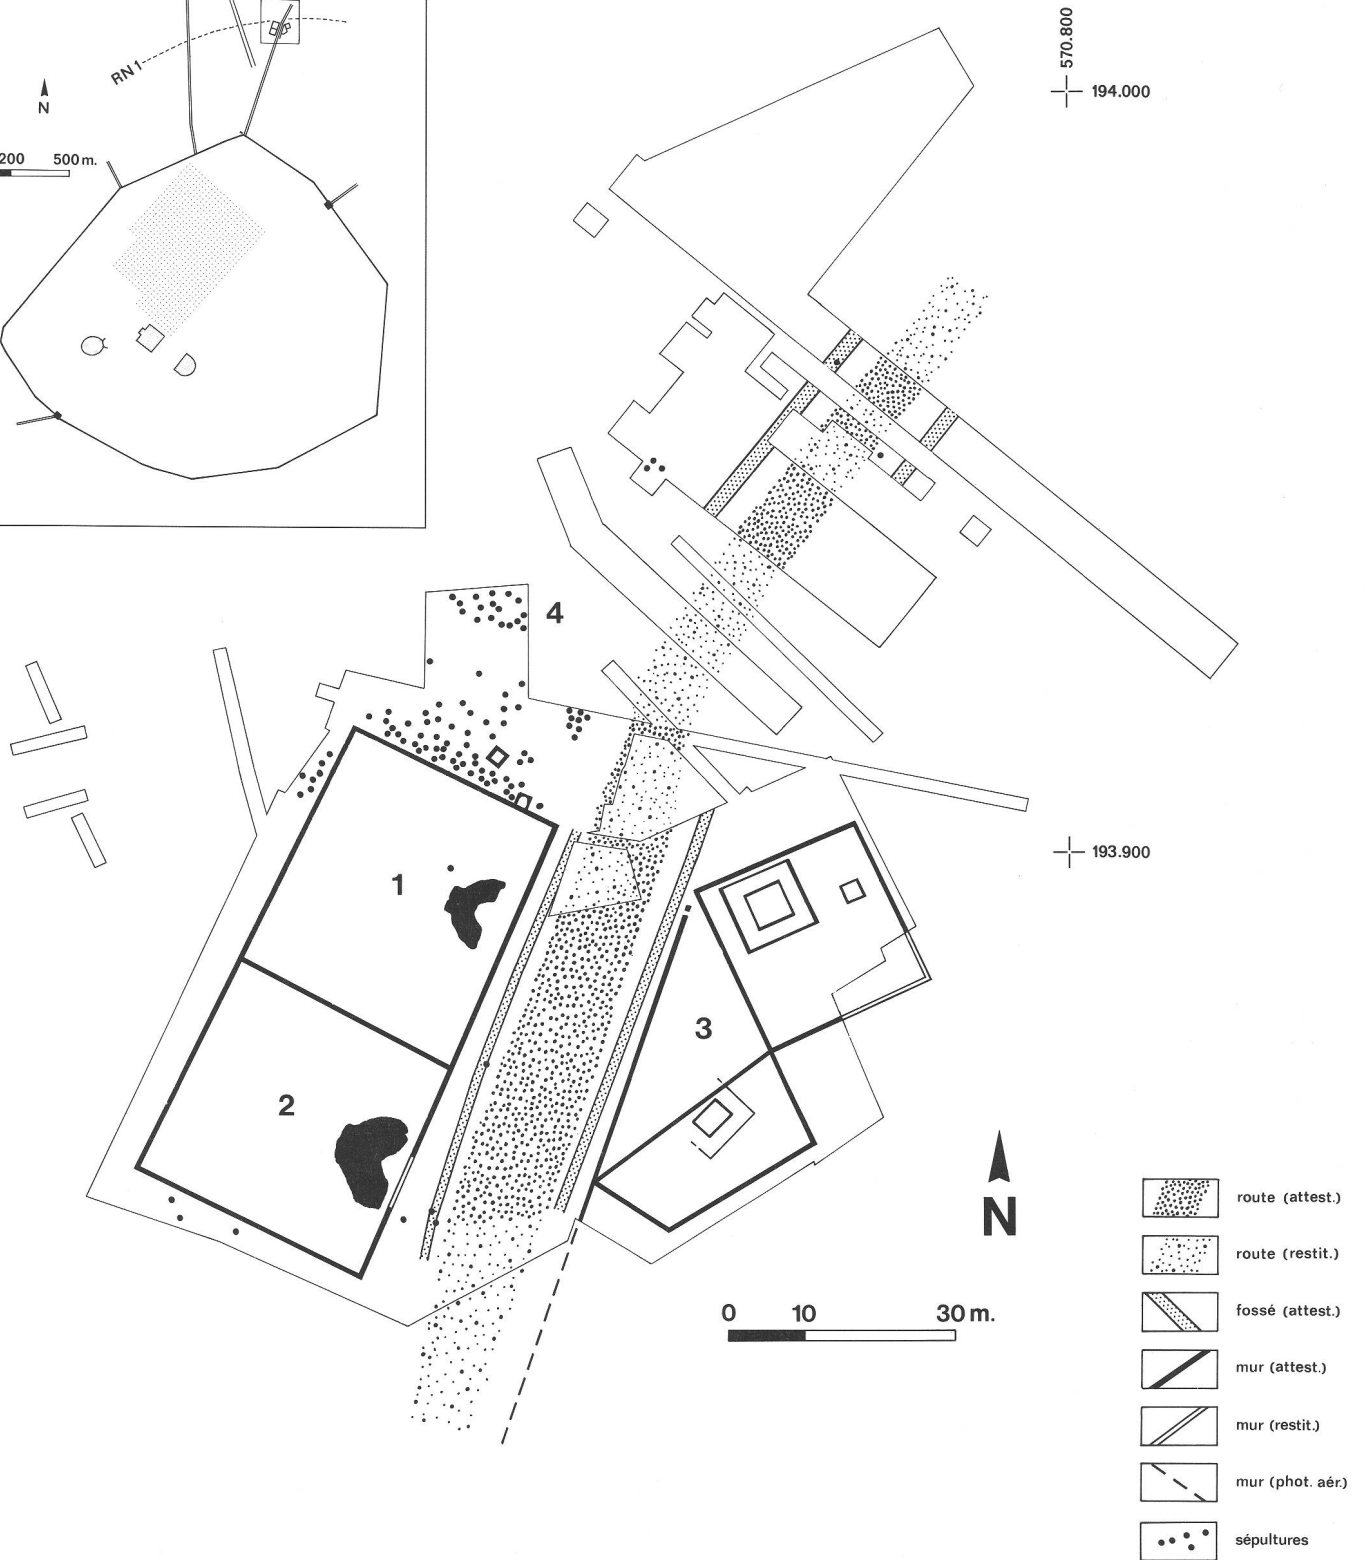 RN 1
N
200 500 m.
570.800
194.000
4
1
193.900
3
2
N
0 10 30 m.
route (attest.)
route (restit.)
fossé (attest.)
mur (attest.)
mur (restit.)
mur (phot. aér.)
sépultures